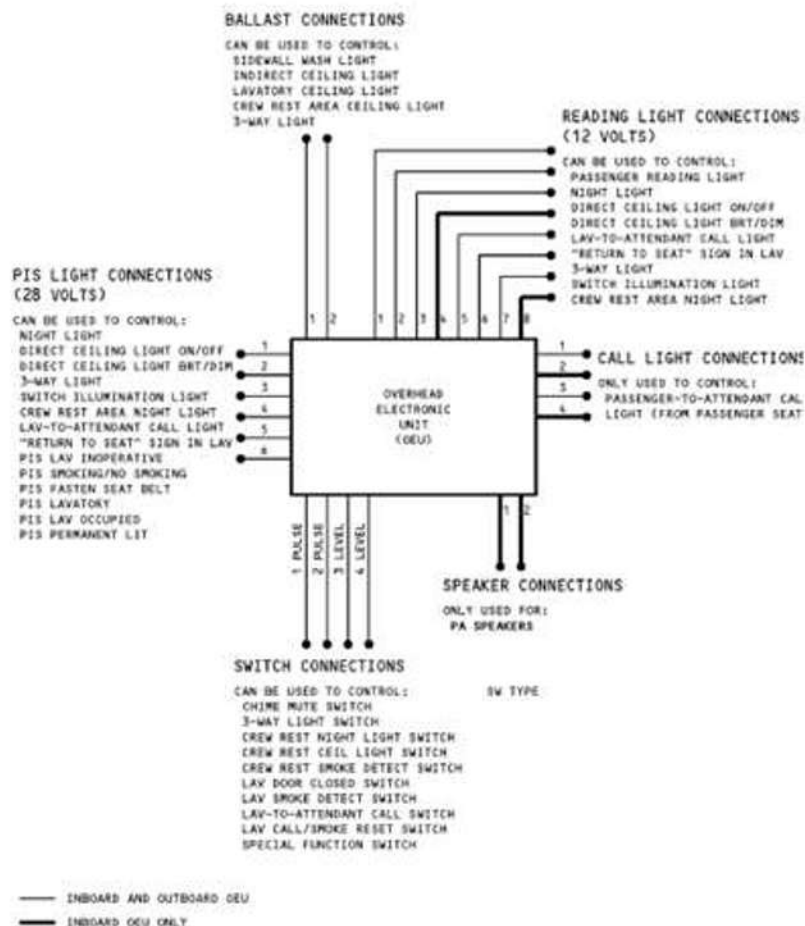 BALLAST CONNECTIONS
CAN BE USED TO CONTROL:
SIDEWALL WASH LIGHT
INDIRECT CEILING LIGHT
LAVATORY CEILING LIGHT
CREW REST AREA CEILING LIGHT
3-WAY LIGHT
1 2
READING LIGHT CONNECTIONS
(12 VOLTS)
CAN BE USED TO CONTROL:
PASSENGER READING LIGHT
NIGHT LIGHT
DIRECT CEILING LIGHT ON/OFF
DIRECT CEILING LIGHT BRT/DIM
LAV-TO-ATTENDANT CALL LIGHT
"RETURN TO SEAT" SIGN IN LAV
3-WAY LIGHT
SWITCH ILLUMINATION LIGHT
CREW REST AREA NIGHT LIGHT
1 2 3 4 5 6 7 8
PIS LIGHT CONNECTIONS
(28 VOLTS)
CAN BE USED TO CONTROL:
NIGHT LIGHT
DIRECT CEILING LIGHT ON/OFF
DIRECT CEILING LIGHT BRT/DIM
3-WAY LIGHT
SWITCH ILLUMINATION LIGHT
CREW REST AREA NIGHT LIGHT
LAV-TO-ATTENDANT CALL LIGHT
"RETURN TO SEAT" SIGN IN LAV
PIS LAV INOPERATIVE
PIS SMOKING/NO SMOKING
PIS FASTEN SEAT BELT
PIS LAVATORY
PIS LAV OCCUPIED
PIS PERMANENT LIT
1
2
3
4
5
6
OVERHEAD
ELECTRONIC
UNIT
(OEU)
1
2
3
4
CALL LIGHT CONNECTIONS
ONLY USED TO CONTROL:
PASSENGER-TO-ATTENDANT CAL
LIGHT (FROM PASSENGER SEAT
1 PULSE
2 PULSE
3 LEVEL
4 LEVEL
1 2
SPEAKER CONNECTIONS
ONLY USED FOR:
PA SPEAKERS
SWITCH CONNECTIONS
CAN BE USED TO CONTROL: SW TYPE
CHIME MUTE SWITCH
3-WAY LIGHT SWITCH
CREW REST NIGHT LIGHT SWITCH
CREW REST CEIL LIGHT SWITCH
CREW REST SMOKE DETECT SWITCH
LAV DOOR CLOSED SWITCH
LAV SMOKE DETECT SWITCH
LAV-TO-ATTENDANT CALL SWITCH
LAV CALL/SMOKE RESET SWITCH
SPECIAL FUNCTION SWITCH
INBOARD AND OUTBOARD OEU
INBOARD OEU ONLY